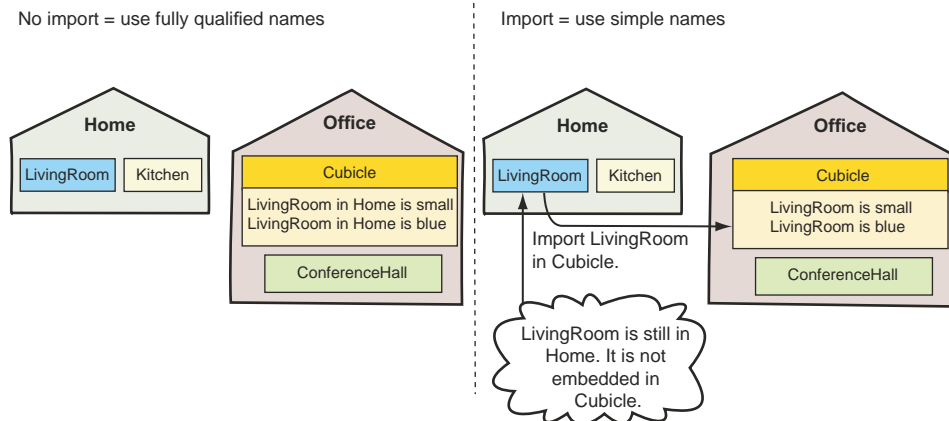 No import = use fully qualified names
Home
LivingRoom
Kitchen
Office
Cubicle
LivingRoom in Home is small
LivingRoom in Home is blue
ConferenceHall
Import = use simple names
Home
LivingRoom
Kitchen
Import LivingRoom
in Cubicle.
Office
Cubicle
LivingRoom is small
LivingRoom is blue
ConferenceHall
LivingRoom is still in
Home. It is not
embedded in
Cubicle.